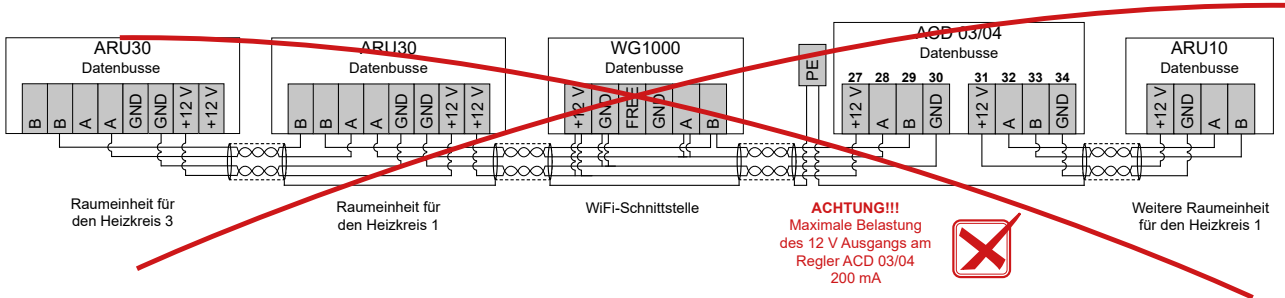 ARU30
Datenbusse
B B A A GND GND +12 V +12 V
Raumeinheit für
den Heizkreis 3
ARU30
Datenbusse
B B A A GND GND +12 V +12 V
Raumeinheit für
den Heizkreis 1
WG1000
Datenbusse
+12 V GND FREE GND A B
WiFi-Schnittstelle
PE
ACD 03/04
Datenbusse
27 28 29 30 31 32 33 34
+12 V A B GND +12 V A B GND
ACHTUNG!!!
Maximale Belastung
des 12 V Ausgangs am
Regler ACD 03/04
200 mA
ARU10
Datenbusse
+12 V GND A B
Weitere Raumeinheit
für den Heizkreis 1